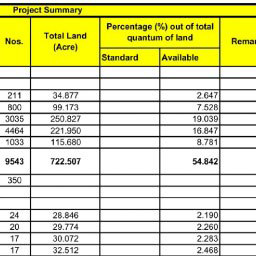 Project Summary
Nos. Total Land (Acre) Percentage (%) out of total quantum of land
Standard Available
211 34.877 2.647
800 99.173 7.528
3035 250.827 19.039
4464 221.950 16.847
1033 115.680 8.781
9543 722.507 54.842
350
24 28.846 2.190
20 29.774 2.260
17 30.072 2.283
17 32.512 2.468